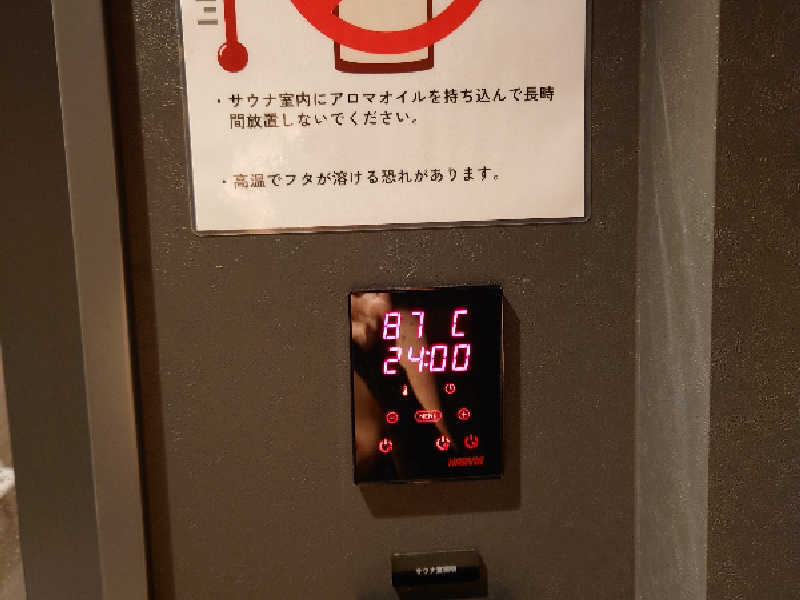 ・サウナ室内にアロマオイルを持ち込んで長時
間放置しないでください。
・高温でフタが溶ける恐れがあります。
87 C
24:00
MENU
HARVIA